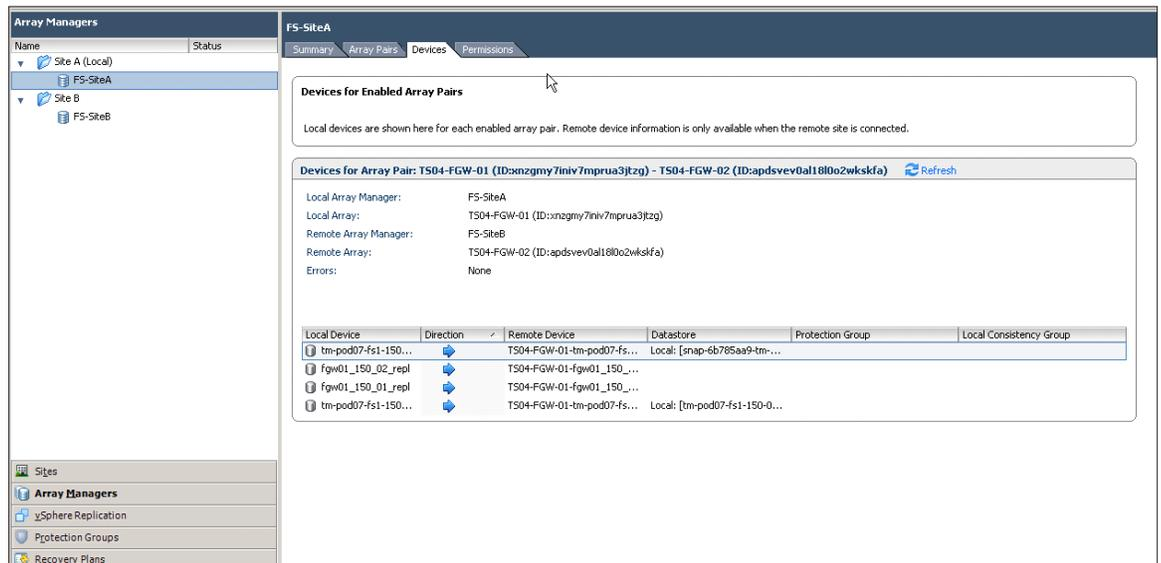 Array Managers
Name Status
Site A (Local)
FS-SiteA
Site B
FS-SiteB
Sites
Array Managers
vSphere Replication
Protection Groups
Recovery Plans
FS-SiteA
Summary Array Pairs Devices Permissions
Devices for Enabled Array Pairs
Local devices are shown here for each enabled array pair. Remote device information is only available when the remote site is connected.
Devices for Array Pair: TS04-FGW-01 (ID:xnzgmy7iniv7mprua3jtzg) - TS04-FGW-02 (ID:apdsvev0al18l0o2wkskfa) Refresh
Local Array Manager: FS-SiteA
Local Array: TS04-FGW-01 (ID:xnzgmy7iniv7mprua3jtzg)
Remote Array Manager: FS-SiteB
Remote Array: TS04-FGW-02 (ID:apdsvev0al18l0o2wkskfa)
Errors: None
Local Device Direction Remote Device Datastore Protection Group Local Consistency Group
tm-pod07-fs1-150... TS04-FGW-01-tm-pod07-fs... Local: [snap-6b785aa9-tm-...
fgw01_150_02_repl TS04-FGW-01-fgw01_150_...
fgw01_150_01_repl TS04-FGW-01-fgw01_150_...
tm-pod07-fs1-150... TS04-FGW-01-tm-pod07-fs... Local: [tm-pod07-fs1-150-0...